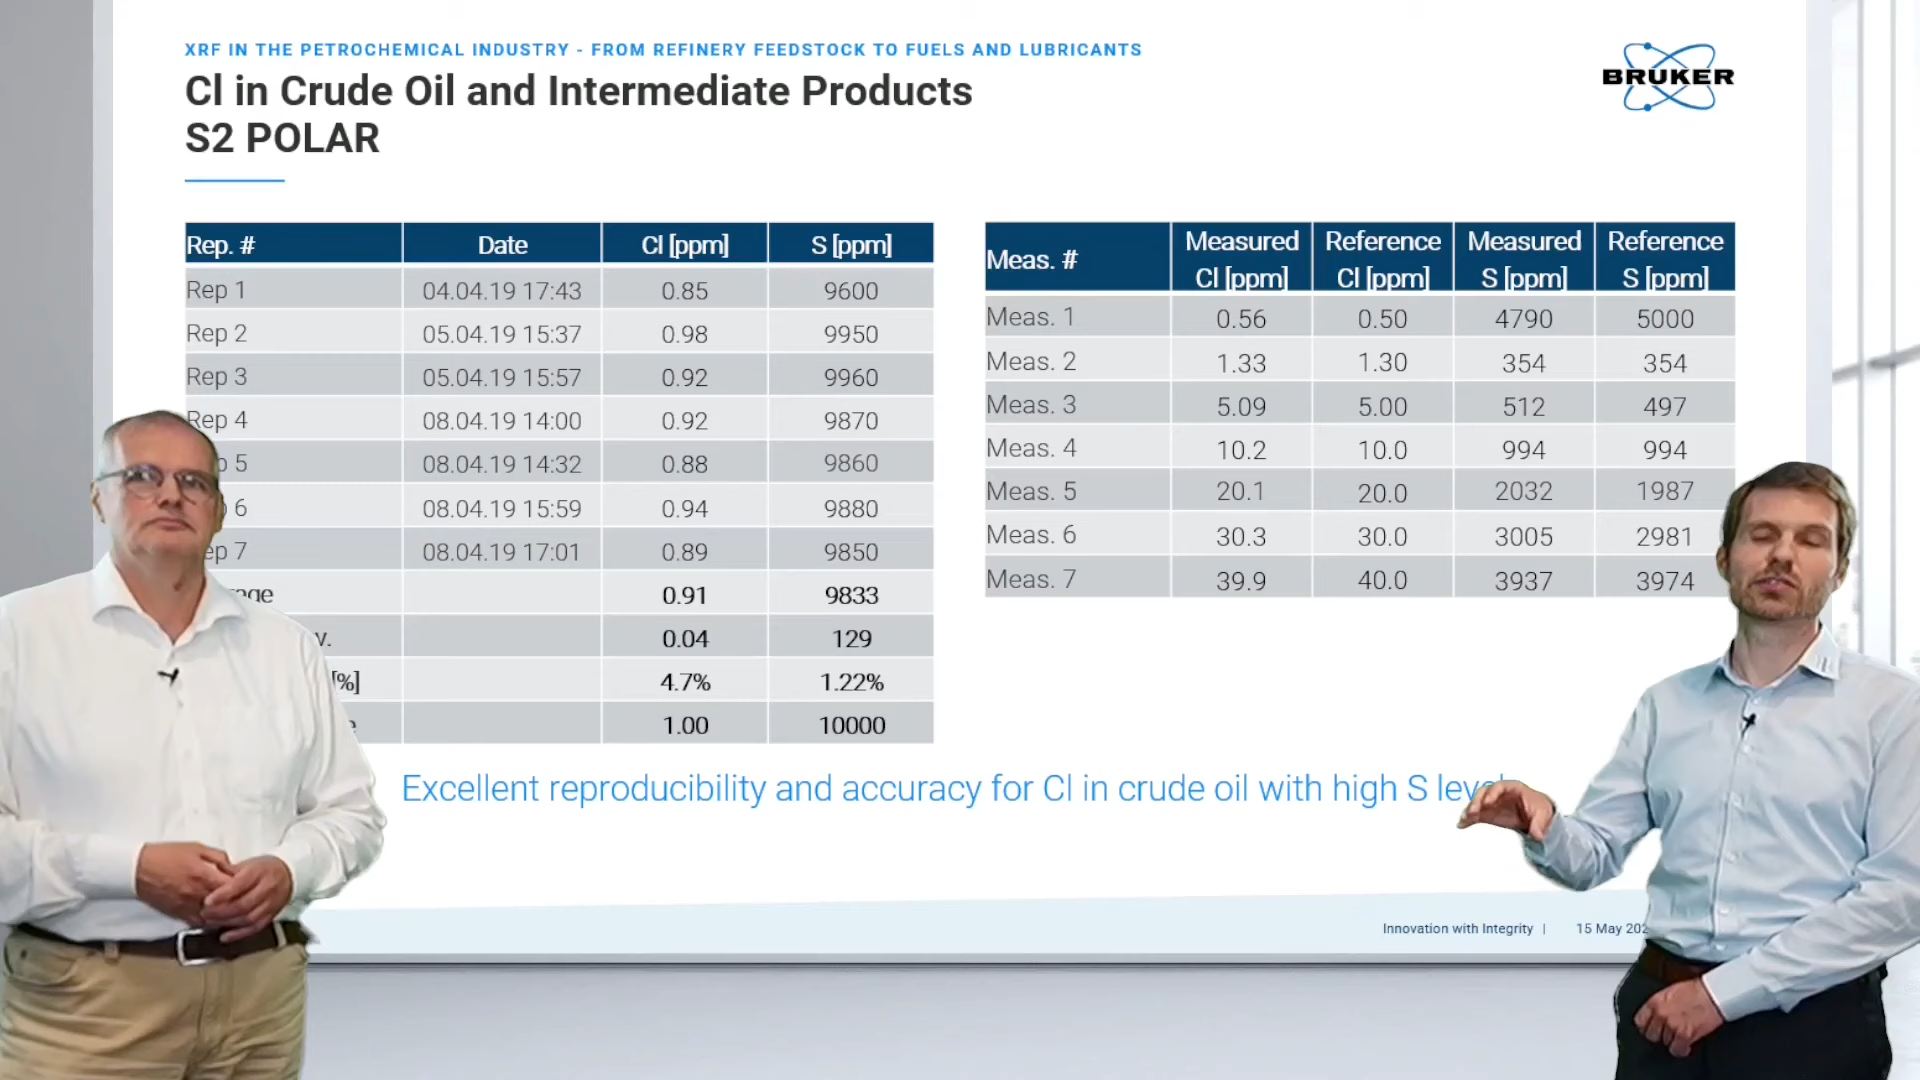 XRF IN THE PETROCHEMICAL INDUSTRY - FROM REFINERY FEEDSTOCK TO FUELS AND LUBRICANTS
Cl in Crude Oil and Intermediate Products
S2 POLAR
BRUKER
Rep. # Date Cl [ppm] S [ppm]
Rep 1 04.04.19 17:43 0.85 9600
Rep 2 05.04.19 15:37 0.98 9950
Rep 3 05.04.19 15:57 0.92 9960
Rep 4 08.04.19 14:00 0.92 9870
5 08.04.19 14:32 0.88 9860
6 08.04.19 15:59 0.94 9880
ep 7 08.04.19 17:01 0.89 9850
0.91 9833
v. 0.04 129
[%] 4.7% 1.22%
e 1.00 10000
Meas. # Measured Cl [ppm] Reference Cl [ppm] Measured S [ppm] Reference S [ppm]
Meas. 1 0.56 0.50 4790 5000
Meas. 2 1.33 1.30 354 354
Meas. 3 5.09 5.00 512 497
Meas. 4 10.2 10.0 994 994
Meas. 5 20.1 20.0 2032 1987
Meas. 6 30.3 30.0 3005 2981
Meas. 7 39.9 40.0 3937 3974
Excellent reproducibility and accuracy for Cl in crude oil with high S
Innovation with Integrity | 15 May